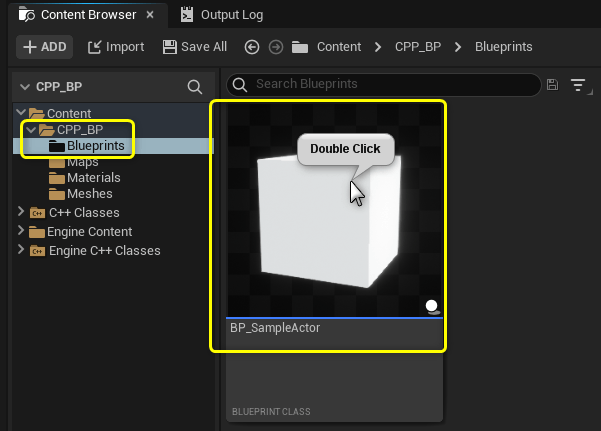 Content Browser
Output Log
ADD
Import
Save All
Content
CPP_BP
Blueprints
CPP_BP
Search Blueprints
Content
CPP_BP
Blueprints
Maps
Materials
Meshes
C++ Classes
Engine Content
Engine C++ Classes
Double Click
BP_SampleActor
BLUEPRINT CLASS